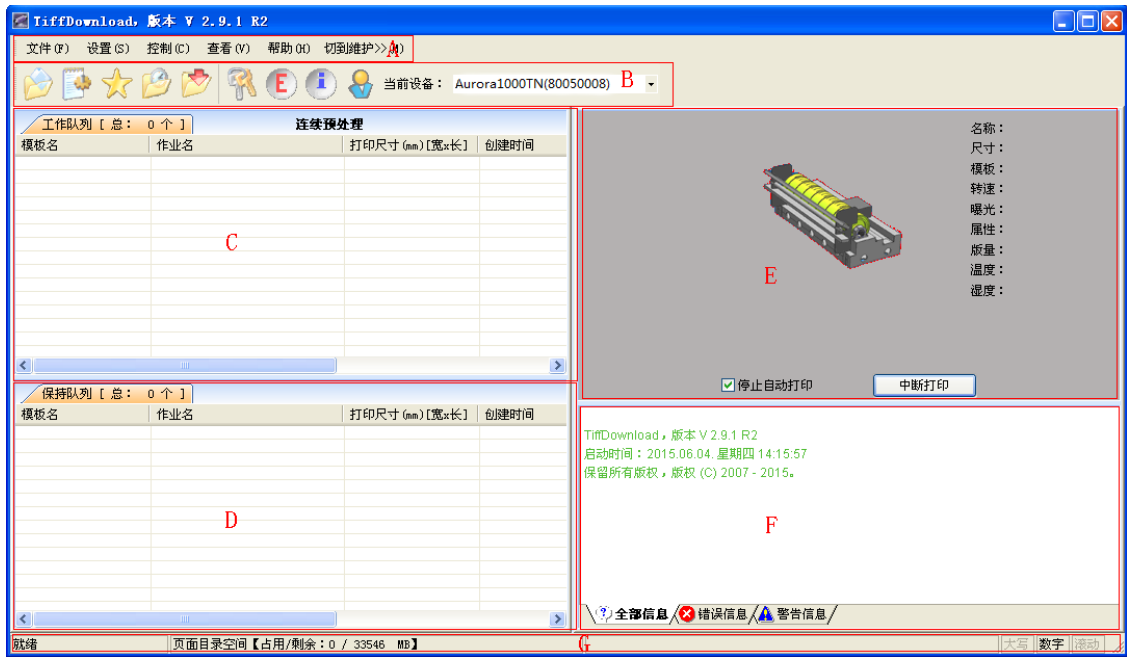 TiffDownload，版本 V 2.9.1 R2
文件(F) 设置(S) 控制(C) 查看(V) 帮助(H) 切到维护>>(M)
A
E i 当前设备： Aurora1000TN(80050008) B
工作队列 [ 总： 0 个 ] 连续预处理
模板名 作业名 打印尺寸(mm)[宽x长] 创建时间
C
保持队列 [ 总： 0 个 ]
模板名 作业名 打印尺寸(mm)[宽x长] 创建时间
D
名称：
尺寸：
模板：
转速：
曝光：
属性：
版量：
温度：
湿度：
E
停止自动打印 中断打印
TiffDownload，版本 V 2.9.1 R2
启动时间：2015.06.04. 星期四 14:15:57
保留所有版权，版权 (C) 2007 - 2015。
F
全部信息 错误信息 警告信息
就绪 页面目录空间【占用/剩余：0 / 33546 MB】 G 大写 数字 滚动